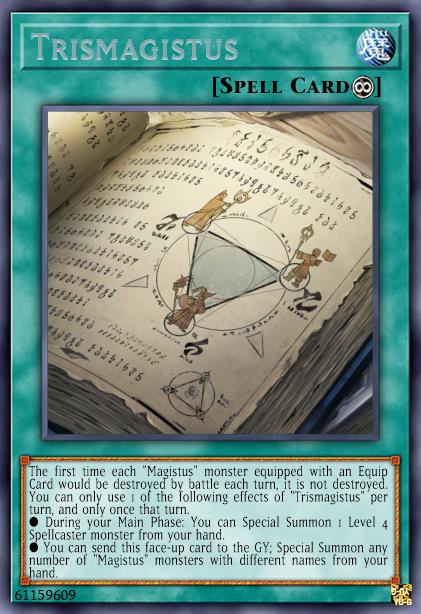 Trismagistus
魔
[Spell Card]
The first time each "Magistus" monster equipped with an Equip
Card would be destroyed by battle each turn, it is not destroyed.
You can only use 1 of the following effects of "Trismagistus" per
turn, and only once that turn.
● During your Main Phase: You can Special Summon 1 Level 4
Spellcaster monster from your hand.
● You can send this face-up card to the GY; Special Summon any
number of "Magistus" monsters with different names from your
hand.
61159609